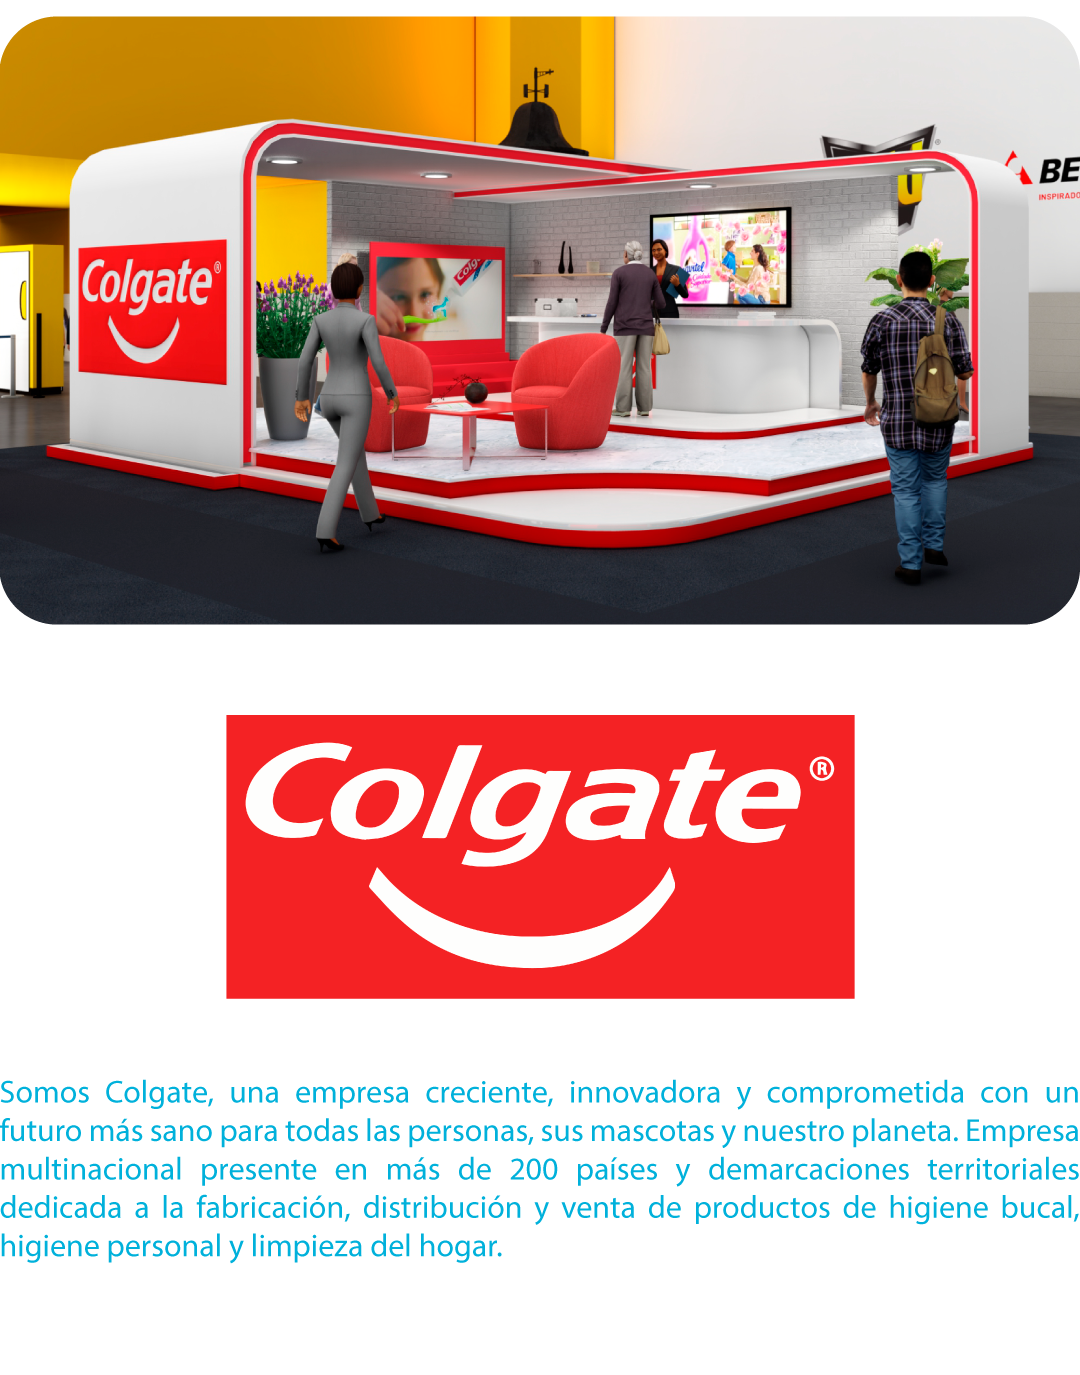 BE
INSPIRADO
Colgate®
Colgate®
Somos Colgate, una empresa creciente, innovadora y comprometida con un
futuro más sano para todas las personas, sus mascotas y nuestro planeta. Empresa
multinacional presente en más de 200 países y demarcaciones territoriales
dedicada a la fabricación, distribución y venta de productos de higiene bucal,
higiene personal y limpieza del hogar.